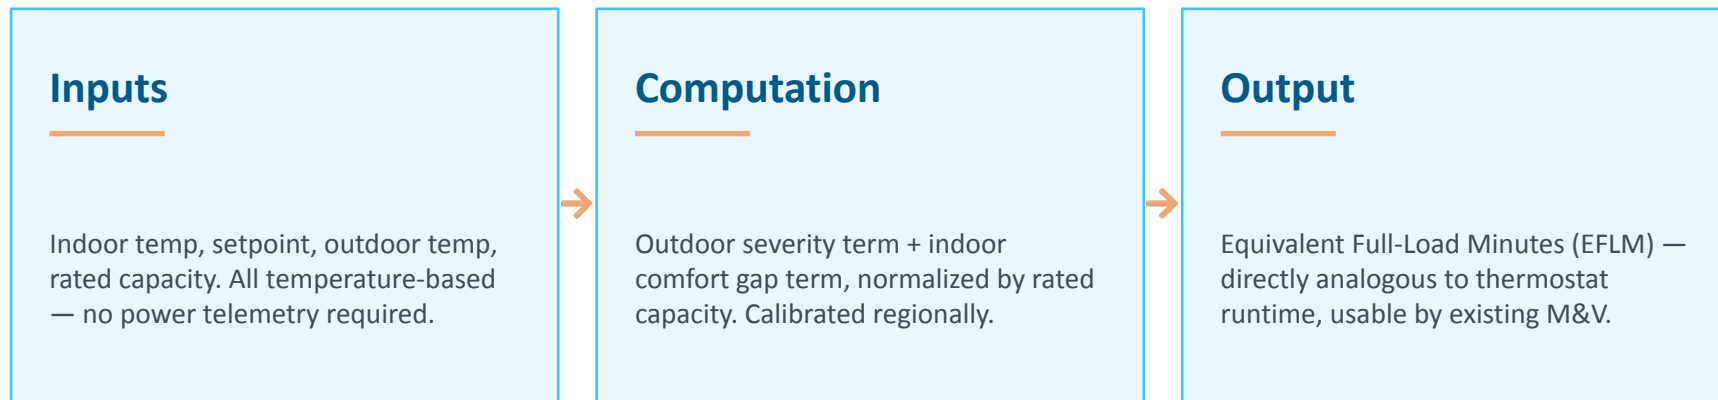 Inputs
Indoor temp, setpoint, outdoor temp,
rated capacity. All temperature-based
— no power telemetry required.
Computation
Outdoor severity term + indoor
comfort gap term, normalized by rated
capacity. Calibrated regionally.
Output
Equivalent Full-Load Minutes (EFLM) —
directly analogous to thermostat
runtime, usable by existing M&V.